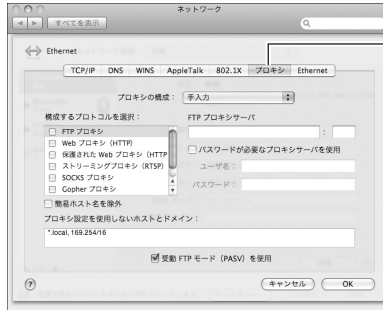 ネットワーク
すべてを表示
Ethernet
TCP/IP DNS WINS AppleTalk 802.1X プロキシ Ethernet
プロキシの構成： 手入力
構成するプロトコルを選択：
FTP プロキシ
Web プロキシ（HTTP）
保護された Web プロキシ（HTTP
ストリーミングプロキシ（RTSP）
SOCKS プロキシ
Gopher プロキシ
FTP プロキシサーバ
:
パスワードが必要なプロキシサーバを使用
ユーザ名：
パスワード：
簡易ホスト名を除外
プロキシ設定を使用しないホストとドメイン：
*.local, 169.254/16
受動 FTP モード（PASV）を使用
?
キャンセル OK